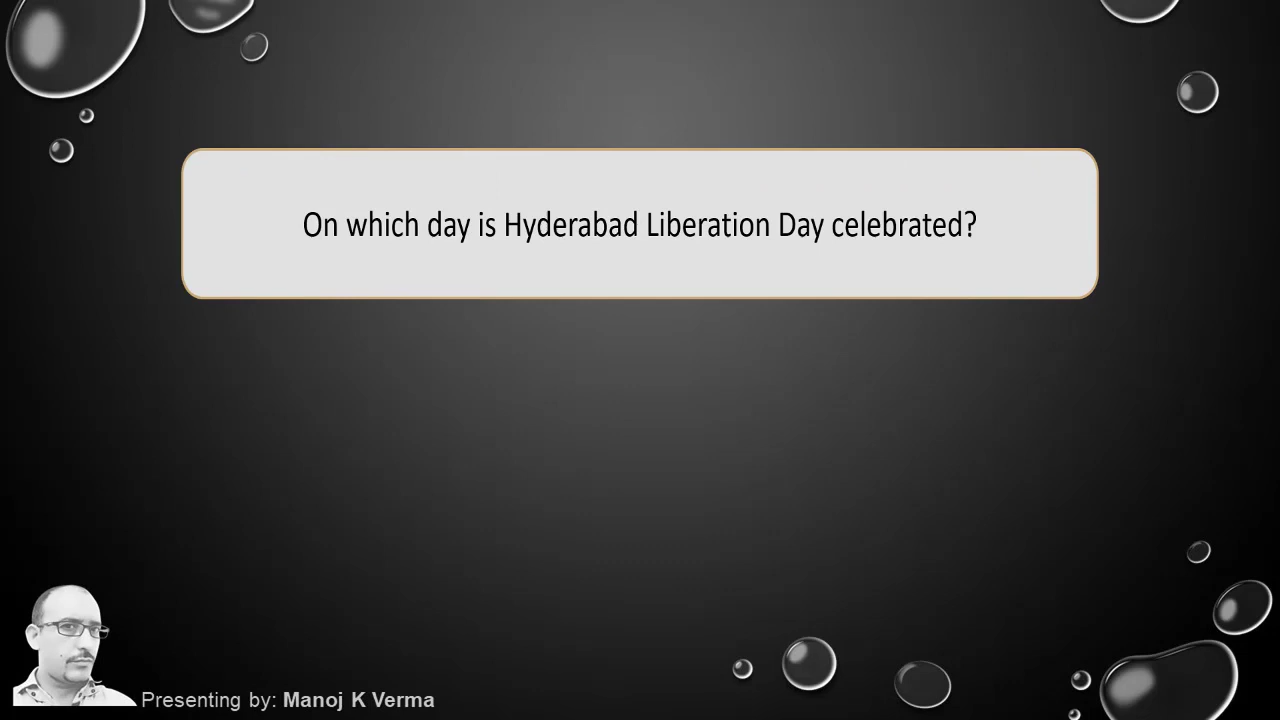 On which day is Hyderabad Liberation Day celebrated?
Presenting by: Manoj K Verma